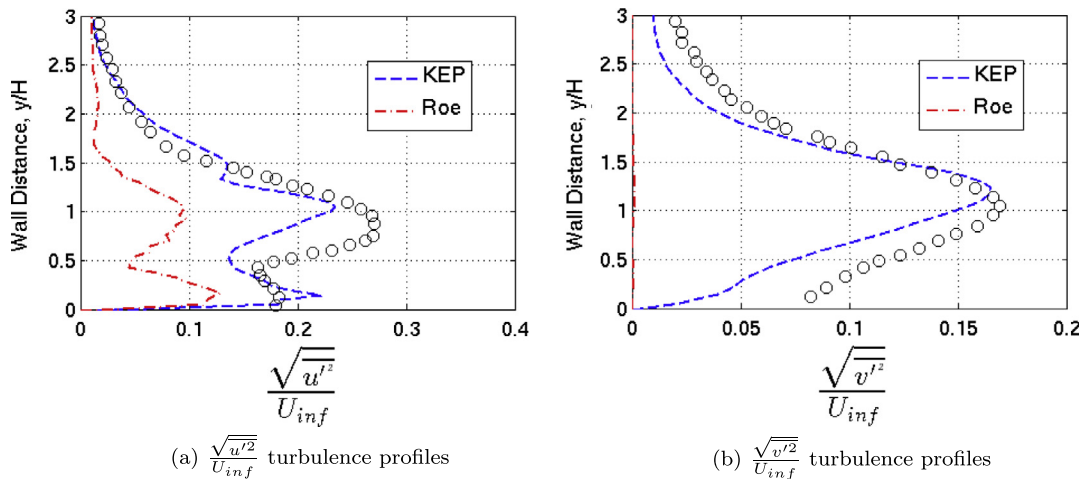 3
2.5
2
1.5
1
0.5
0
Wall Distance, y/H
KEP
Roe
0 0.1 0.2 0.3 0.4
√u'² / U_inf
(a) √u'2 / U_inf turbulence profiles
3
2.5
2
1.5
1
0.5
0
Wall Distance, y/H
KEP
Roe
0 0.05 0.1 0.15 0.2
√v'² / U_inf
(b) √v'2 / U_inf turbulence profiles